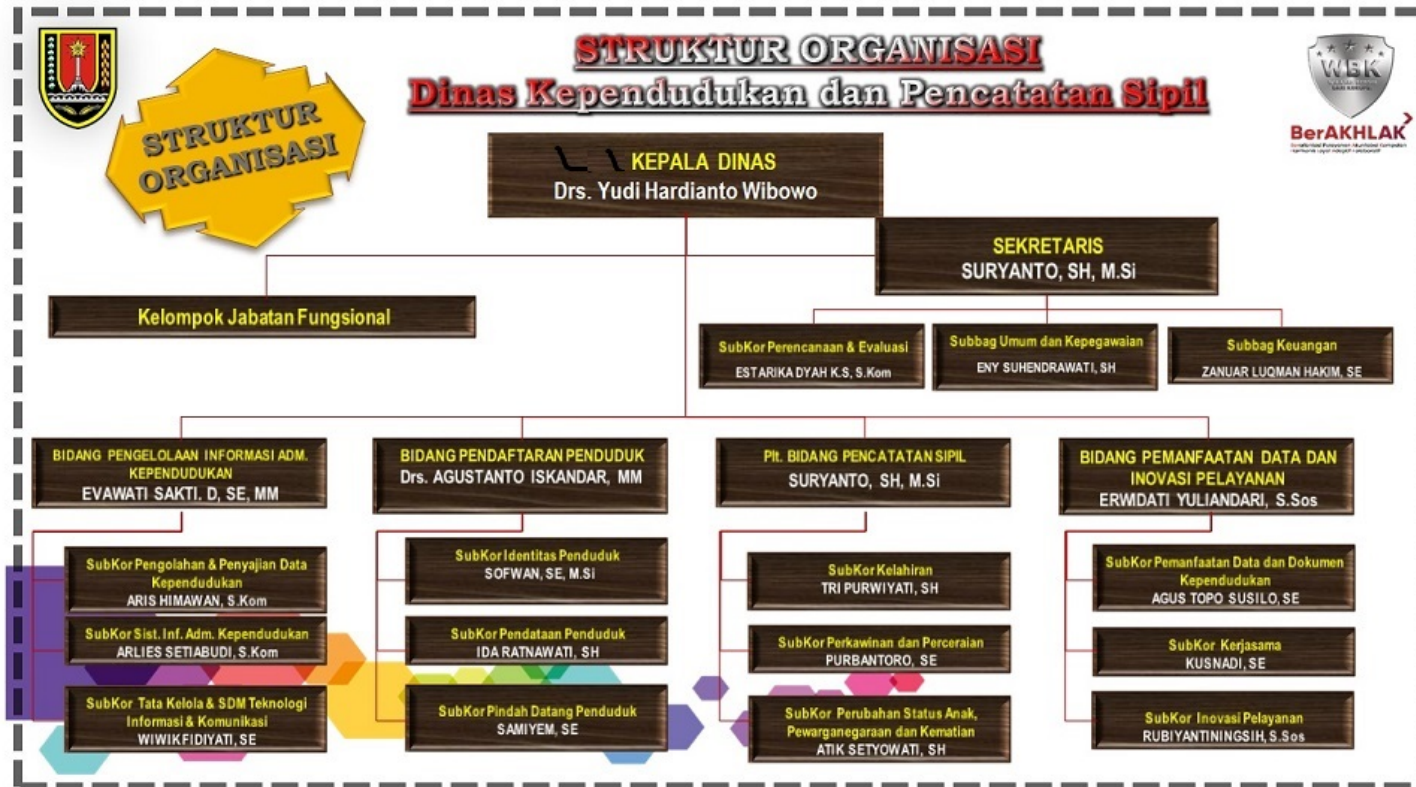 STRUKTUR ORGANISASI
Dinas Kependudukan dan Pencatatan Sipil
STRUKTUR
ORGANISASI
WBK
BerAKHLAK
KEPALA DINAS
Drs. Yudi Hardianto Wibowo
SEKRETARIS
SURYANTO, SH, M.Si
Kelompok Jabatan Fungsional
SubKor Perencanaan & Evaluasi
ESTARIKA DYAH K.S, S.Kom
Subbag Umum dan Kepegawaian
ENY SUHENDRAWATI, SH
Subbag Keuangan
ZANUAR LUQMAN HAKIM, SE
BIDANG PENGELOLAAN INFORMASI ADM.
KEPENDUDUKAN
EVAWATI SAKTI. D, SE, MM
SubKor Pengolahan & Penyajian Data
Kependudukan
ARIS HIMAWAN, S.Kom
SubKor Sist. Inf. Adm. Kependudukan
ARLIES SETIABUDI, S.Kom
SubKor Tata Kelola & SDM Teknologi
Informasi & Komunikasi
WIWIK FIDIYATI, SE
BIDANG PENDAFTARAN PENDUDUK
Drs. AGUSTANTO ISKANDAR, MM
SubKor Identitas Penduduk
SOFWAN, SE, M.Si
SubKor Pendataan Penduduk
IDA RATNAWATI, SH
SubKor Pindah Datang Penduduk
SAMIYEM, SE
Plt. BIDANG PENCATATAN SIPIL
SURYANTO, SH, M.Si
SubKor Kelahiran
TRI PURWIYATI, SH
SubKor Perkawinan dan Perceraian
PURBANTORO, SE
SubKor Perubahan Status Anak,
Pewarganegaraan dan Kematian
ATIK SETYOWATI, SH
BIDANG PEMANFAATAN DATA DAN
INOVASI PELAYANAN
ERWIDATI YULIANDARI, S.Sos
SubKor Pemanfaatan Data dan Dokumen
Kependudukan
AGUS TOPO SUSILO, SE
SubKor Kerjasama
KUSNADI, SE
SubKor Inovasi Pelayanan
RUBIYANTININGSIH, S.Sos